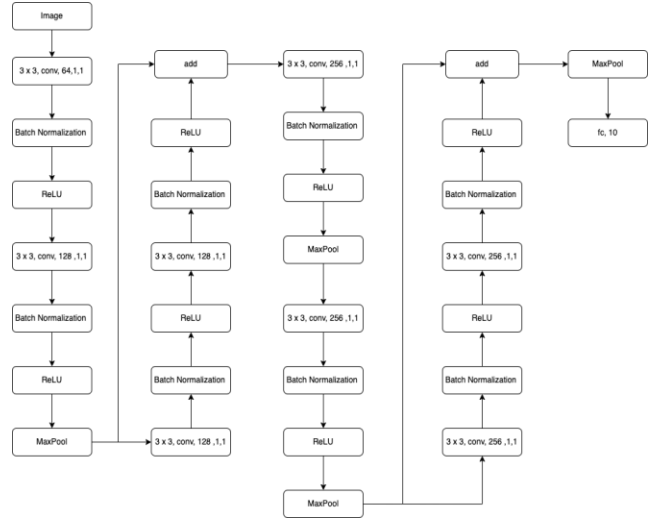 Image
3 x 3, conv, 64,1,1
Batch Normalization
ReLU
3 x 3, conv, 128 ,1,1
Batch Normalization
ReLU
MaxPool
add
ReLU
Batch Normalization
3 x 3, conv, 128 ,1,1
ReLU
Batch Normalization
3 x 3, conv, 128 ,1,1
3 x 3, conv, 256 ,1,1
Batch Normalization
ReLU
MaxPool
3 x 3, conv, 256 ,1,1
Batch Normalization
ReLU
MaxPool
add
ReLU
Batch Normalization
3 x 3, conv, 256 ,1,1
ReLU
Batch Normalization
3 x 3, conv, 256 ,1,1
MaxPool
fc, 10